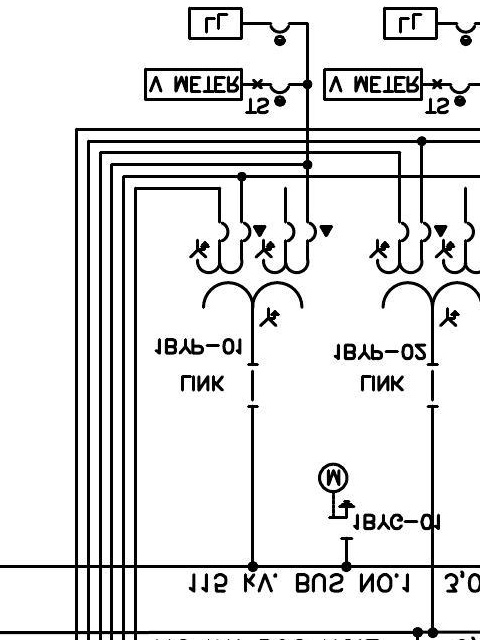 LL LL
V METER V METER
TS TS
1BYP-01 1BYP-02
LINK LINK
M
1BYG-01
115 kV. BUS NO.1 3,0